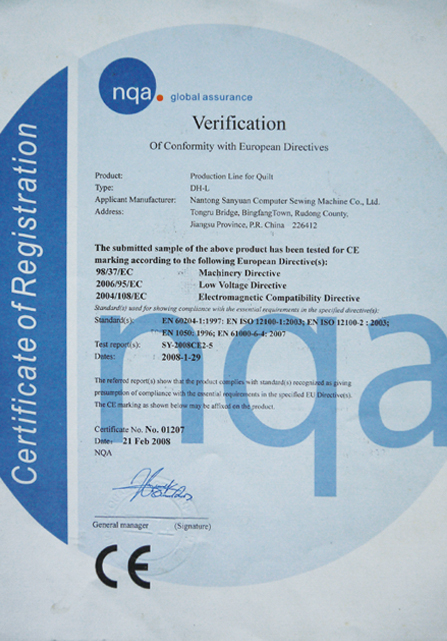 nqa.
global assurance
Verification
Of Conformity with European Directives
Certificate of Registration
Product: Production Line for Quilt
Type: DH-L
Applicant Manufacturer: Nantong Sanyuan Computer Sewing Machine Co., Ltd.
Address: Tongru Bridge, BingfangTown, Rudong County,
Jiangsu Province, P.R. China 226412
The submitted sample of the above product has been tested for CE
marking according to the following European Directive(s):
98/37/EC Machinery Directive
2006/95/EC Low Voltage Directive
2004/108/EC Electromagnetic Compatibility Directive
Standard(s) used for showing compliance with the essential requirements in the specified directive(s):
Standard(s): EN 60204-1:1997: EN ISO 12100-1:2003; EN ISO 12100-2 : 2003;
EN 1050: 1996; EN 61000-6-4: 2007
Test report(s): SY-2008CE2-5
Dates: 2008-1-29
The referred report(s) show that the product complies with standard(s) recognized as giving
presumption of compliance with the essential requirements in the specified EU Directive(s).
The CE marking as shown below may be affixed on the product.
nqa
Certificate No. No. 01207
Date: 21 Feb 2008
NQA
General manager (Signature)
CE